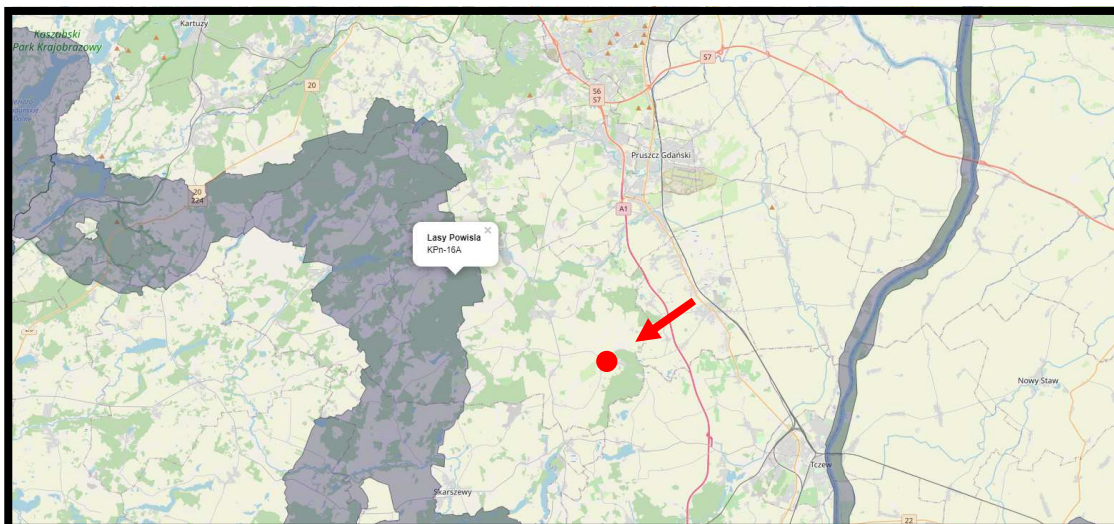 Kaszubski
Park Krajobrazowy
Kartuzy
20
S7
S6
S7
Pruszcz Gdański
20
224
A1
Lasy Powisla
KPn-16A
×
Nowy Staw
Tczew
Skarszewy
22